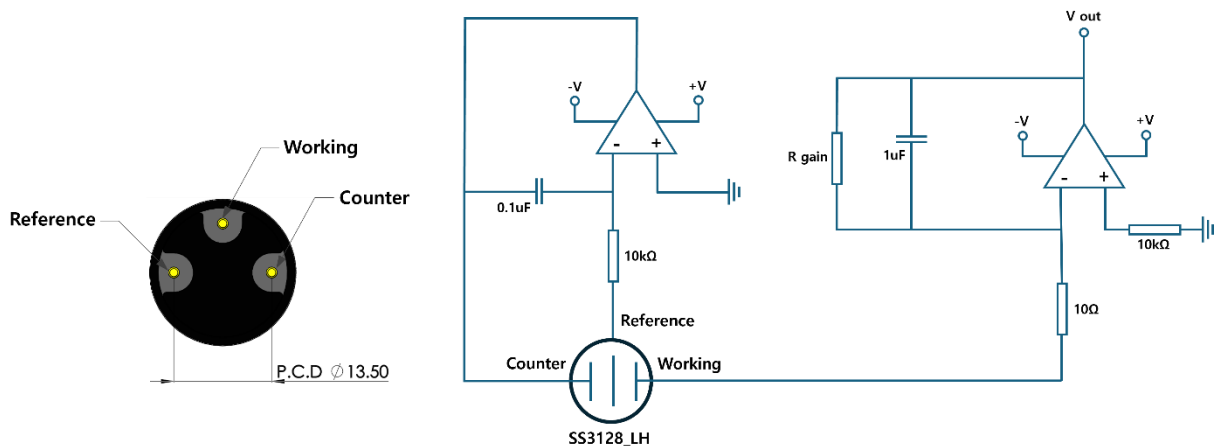 Working
Counter
Reference
P.C.D ∅ 13.50
-V
+V
-
+
0.1uF
10kΩ
Reference
Counter
Working
SS3128_LH
V out
-V
+V
R gain
1uF
-
+
10kΩ
10Ω